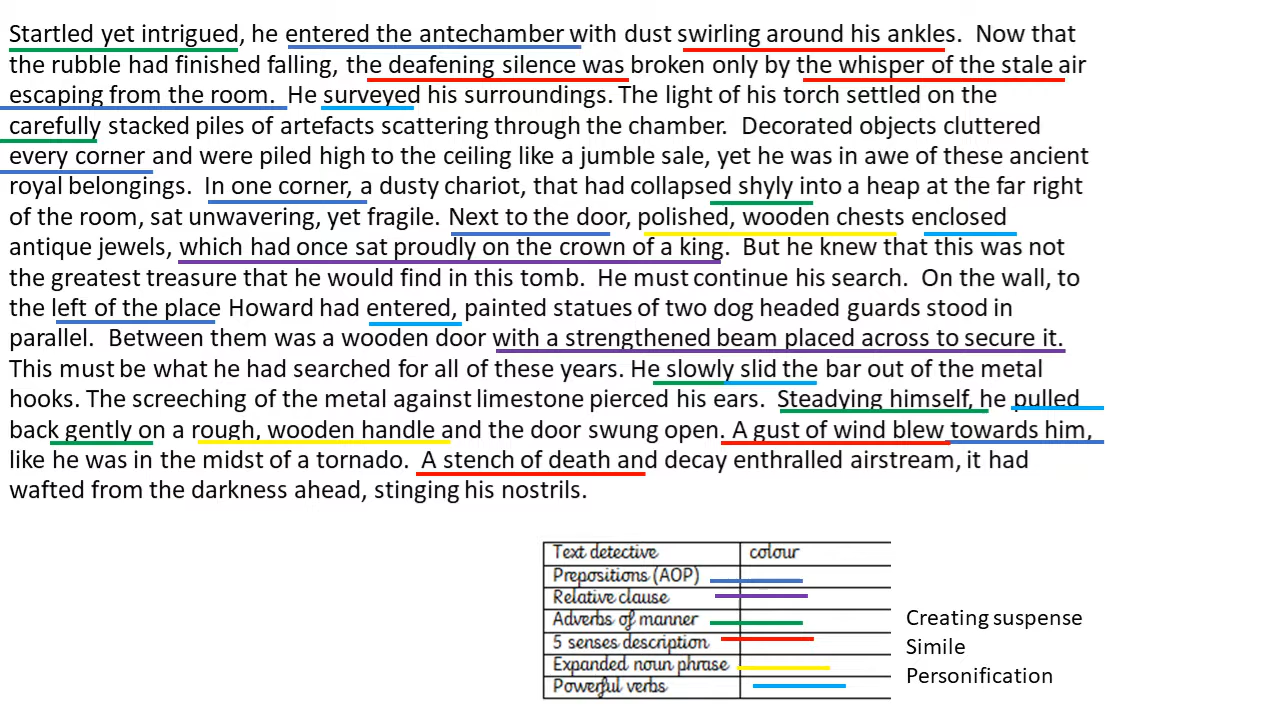 Startled yet intrigued, he entered the antechamber with dust swirling around his ankles.  Now that
the rubble had finished falling, the deafening silence was broken only by the whisper of the stale air
escaping from the room.  He surveyed his surroundings. The light of his torch settled on the
carefully stacked piles of artefacts scattering through the chamber.  Decorated objects cluttered
every corner and were piled high to the ceiling like a jumble sale, yet he was in awe of these ancient
royal belongings.  In one corner, a dusty chariot, that had collapsed shyly into a heap at the far right
of the room, sat unwavering, yet fragile. Next to the door, polished, wooden chests enclosed
antique jewels, which had once sat proudly on the crown of a king.  But he knew that this was not
the greatest treasure that he would find in this tomb.  He must continue his search.  On the wall, to
the left of the place Howard had entered, painted statues of two dog headed guards stood in
parallel.  Between them was a wooden door with a strengthened beam placed across to secure it.
This must be what he had searched for all of these years. He slowly slid the bar out of the metal
hooks. The screeching of the metal against limestone pierced his ears.  Steadying himself, he pulled
back gently on a rough, wooden handle and the door swung open. A gust of wind blew towards him,
like he was in the midst of a tornado.  A stench of death and decay enthralled airstream, it had
wafted from the darkness ahead, stinging his nostrils.
Text detective colour
Prepositions (AOP)
Relative clause
Adverbs of manner
5 senses description
Expanded noun phrase
Powerful verbs
Creating suspense
Simile
Personification